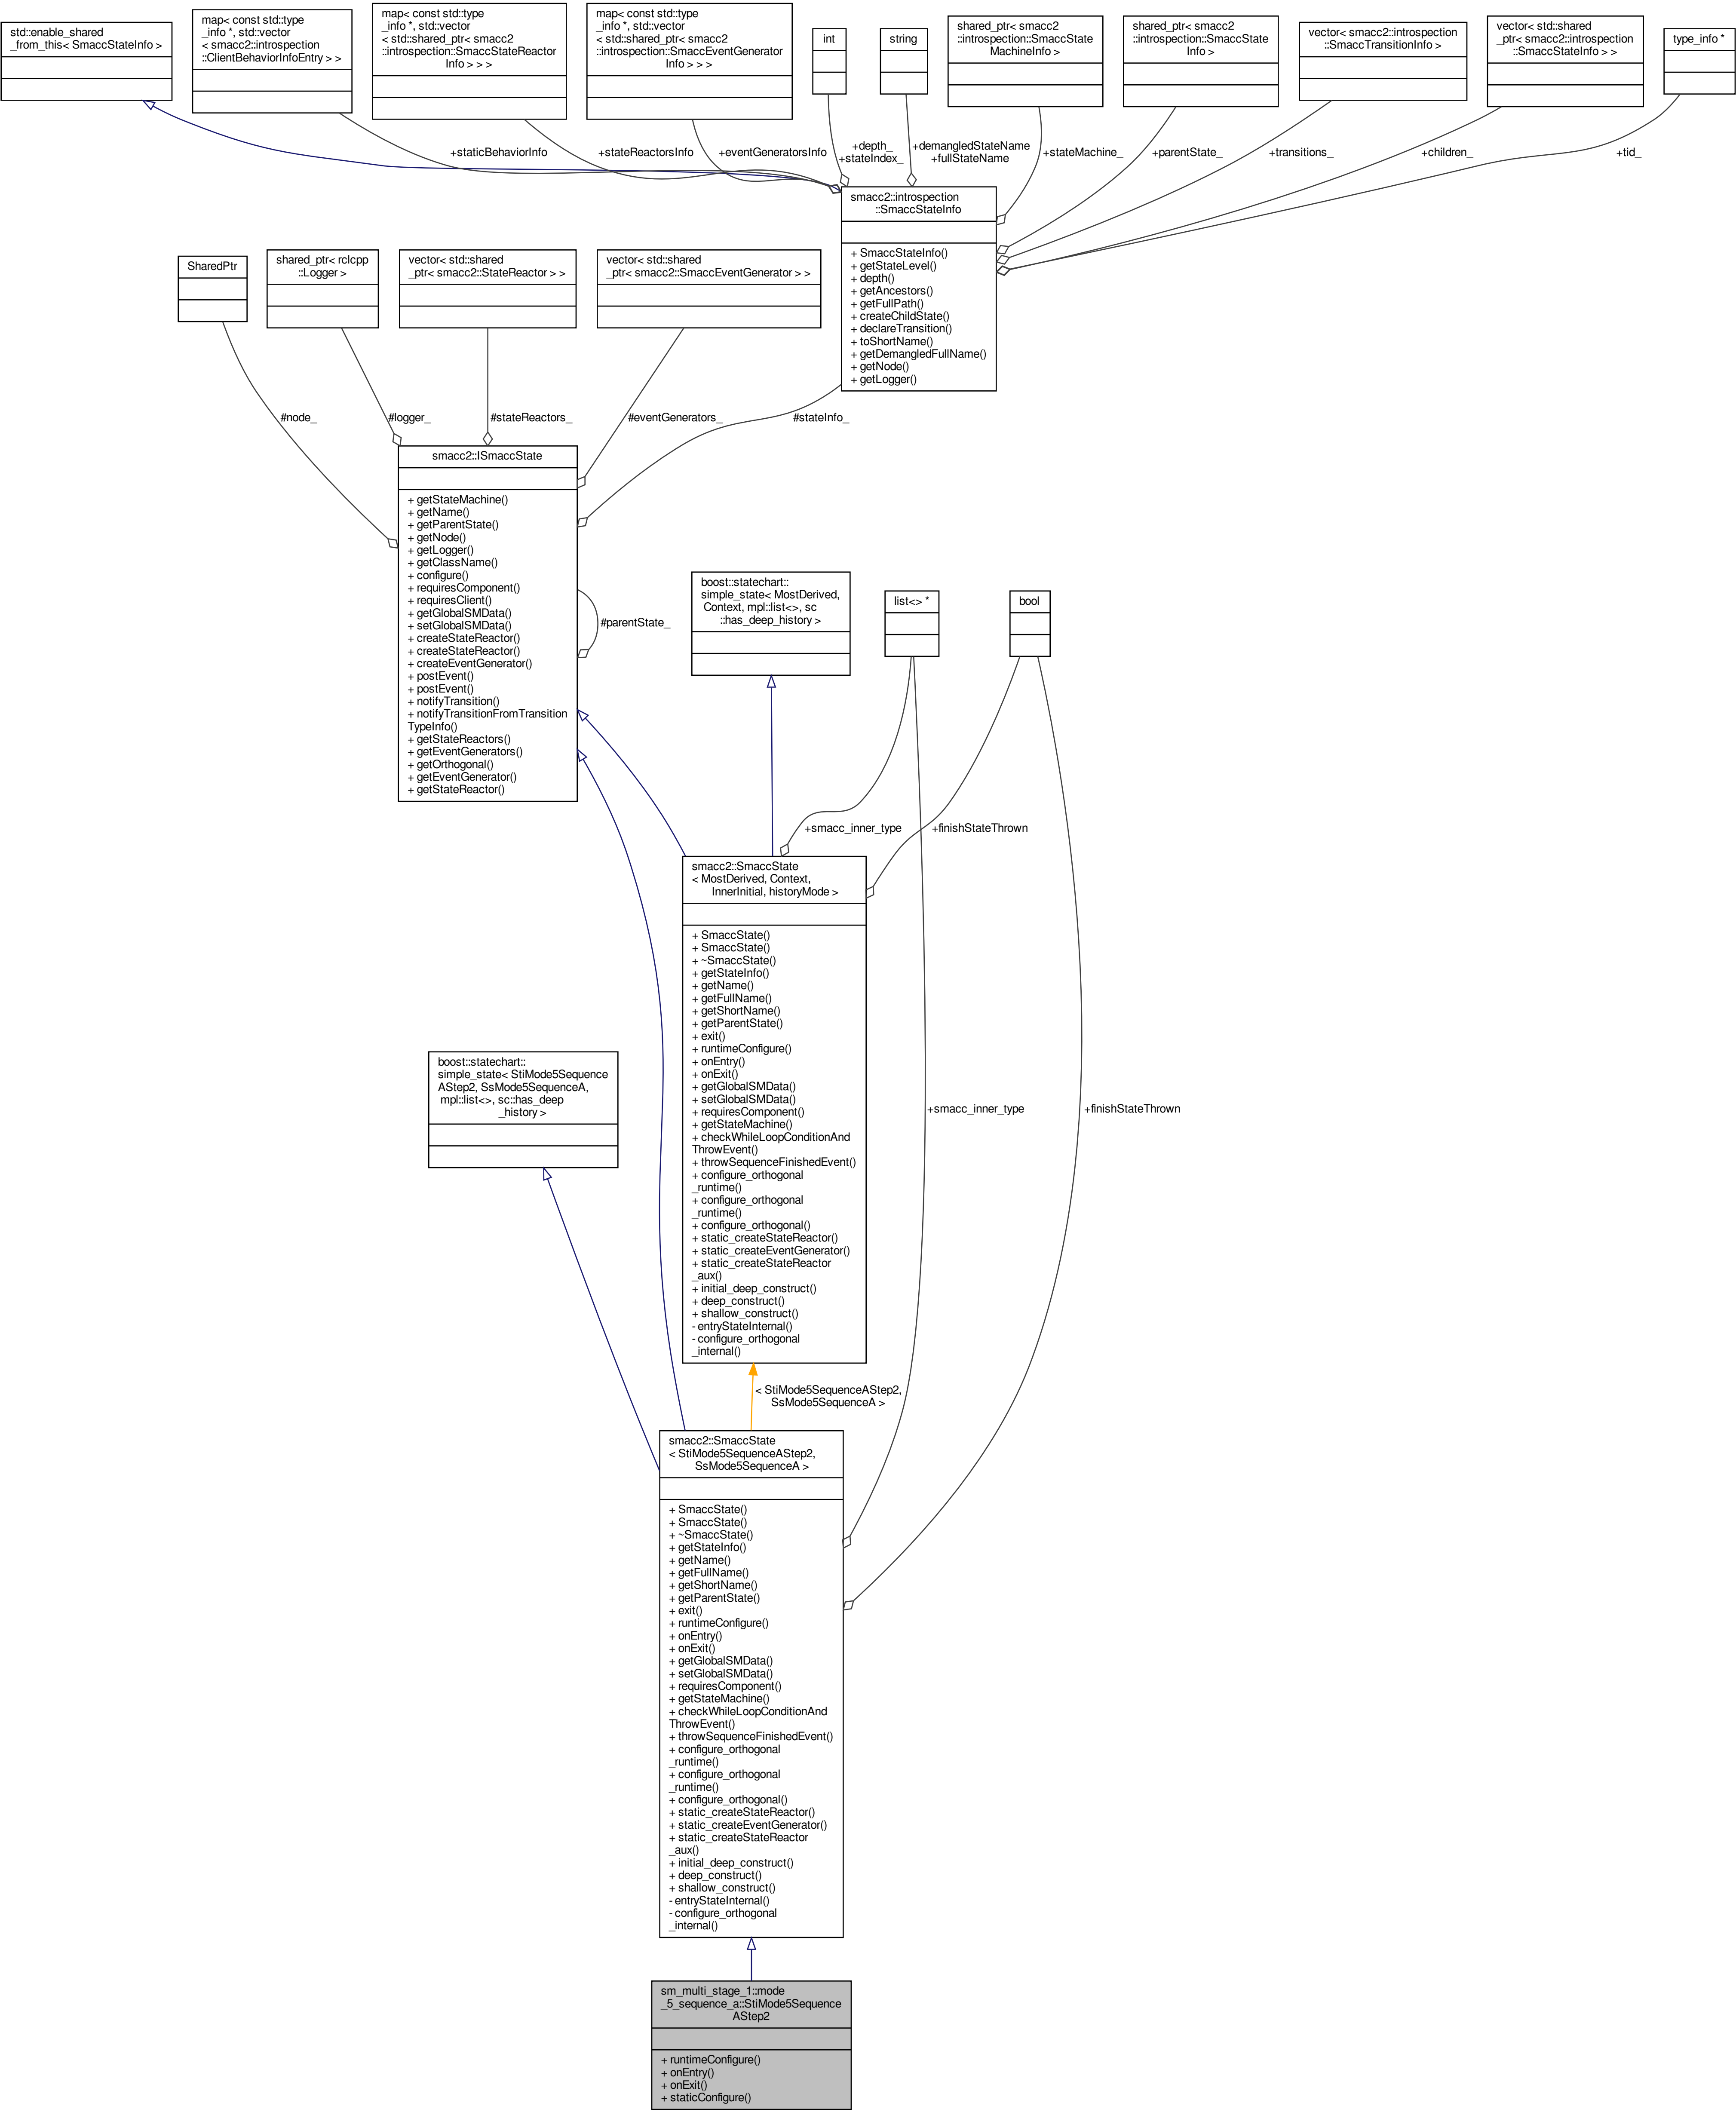 std::enable_shared
_from_this< SmaccStateInfo >
map< const std::type
_info *, std::vector
< smacc2::introspection
::ClientBehaviorInfoEntry > >
map< const std::type
_info *, std::vector
< std::shared_ptr< smacc2
::introspection::SmaccStateReactor
Info > > >
map< const std::type
_info *, std::vector
< std::shared_ptr< smacc2
::introspection::SmaccEventGenerator
Info > > >
int
string
shared_ptr< smacc2
::introspection::SmaccState
MachineInfo >
shared_ptr< smacc2
::introspection::SmaccState
Info >
vector< smacc2::introspection
::SmaccTransitionInfo >
vector< std::shared
_ptr< smacc2::introspection
::SmaccStateInfo > >
type_info *
+staticBehaviorInfo
+stateReactorsInfo
+eventGeneratorsInfo
+depth_
+stateIndex_
+demangledStateName
+fullStateName
+stateMachine_
+parentState_
+transitions_
+children_
+tid_
smacc2::introspection
::SmaccStateInfo
+ SmaccStateInfo()
+ getStateLevel()
+ depth()
+ getAncestors()
+ getFullPath()
+ createChildState()
+ declareTransition()
+ toShortName()
+ getDemangledFullName()
+ getNode()
+ getLogger()
SharedPtr
shared_ptr< rclcpp
::Logger >
vector< std::shared
_ptr< smacc2::StateReactor > >
vector< std::shared
_ptr< smacc2::SmaccEventGenerator > >
#node_
#logger_
#stateReactors_
#eventGenerators_
#stateInfo_
smacc2::ISmaccState
+ getStateMachine()
+ getName()
+ getParentState()
+ getNode()
+ getLogger()
+ getClassName()
+ configure()
+ requiresComponent()
+ requiresClient()
+ getGlobalSMData()
+ setGlobalSMData()
+ createStateReactor()
+ createStateReactor()
+ createEventGenerator()
+ postEvent()
+ postEvent()
+ notifyTransition()
+ notifyTransitionFromTransition
TypeInfo()
+ getStateReactors()
+ getEventGenerators()
+ getOrthogonal()
+ getEventGenerator()
+ getStateReactor()
#parentState_
boost::statechart::
simple_state< MostDerived,
Context, mpl::list<>, sc
::has_deep_history >
list<> *
bool
+smacc_inner_type
+finishStateThrown
smacc2::SmaccState
< MostDerived, Context,
InnerInitial, historyMode >
+ SmaccState()
+ SmaccState()
+ ~SmaccState()
+ getStateInfo()
+ getName()
+ getFullName()
+ getShortName()
+ getParentState()
+ exit()
+ runtimeConfigure()
+ onEntry()
+ onExit()
+ getGlobalSMData()
+ setGlobalSMData()
+ requiresComponent()
+ getStateMachine()
+ checkWhileLoopConditionAnd
ThrowEvent()
+ throwSequenceFinishedEvent()
+ configure_orthogonal
_runtime()
+ configure_orthogonal
_runtime()
+ configure_orthogonal()
+ static_createStateReactor()
+ static_createEventGenerator()
+ static_createStateReactor
_aux()
+ initial_deep_construct()
+ deep_construct()
+ shallow_construct()
- entryStateInternal()
- configure_orthogonal
_internal()
boost::statechart::
simple_state< StiMode5Sequence
AStep2, SsMode5SequenceA,
mpl::list<>, sc::has_deep
_history >
+smacc_inner_type
+finishStateThrown
< StiMode5SequenceAStep2,
SsMode5SequenceA >
smacc2::SmaccState
< StiMode5SequenceAStep2,
SsMode5SequenceA >
+ SmaccState()
+ SmaccState()
+ ~SmaccState()
+ getStateInfo()
+ getName()
+ getFullName()
+ getShortName()
+ getParentState()
+ exit()
+ runtimeConfigure()
+ onEntry()
+ onExit()
+ getGlobalSMData()
+ setGlobalSMData()
+ requiresComponent()
+ getStateMachine()
+ checkWhileLoopConditionAnd
ThrowEvent()
+ throwSequenceFinishedEvent()
+ configure_orthogonal
_runtime()
+ configure_orthogonal
_runtime()
+ configure_orthogonal()
+ static_createStateReactor()
+ static_createEventGenerator()
+ static_createStateReactor
_aux()
+ initial_deep_construct()
+ deep_construct()
+ shallow_construct()
- entryStateInternal()
- configure_orthogonal
_internal()
sm_multi_stage_1::mode
_5_sequence_a::StiMode5Sequence
AStep2
+ runtimeConfigure()
+ onEntry()
+ onExit()
+ staticConfigure()